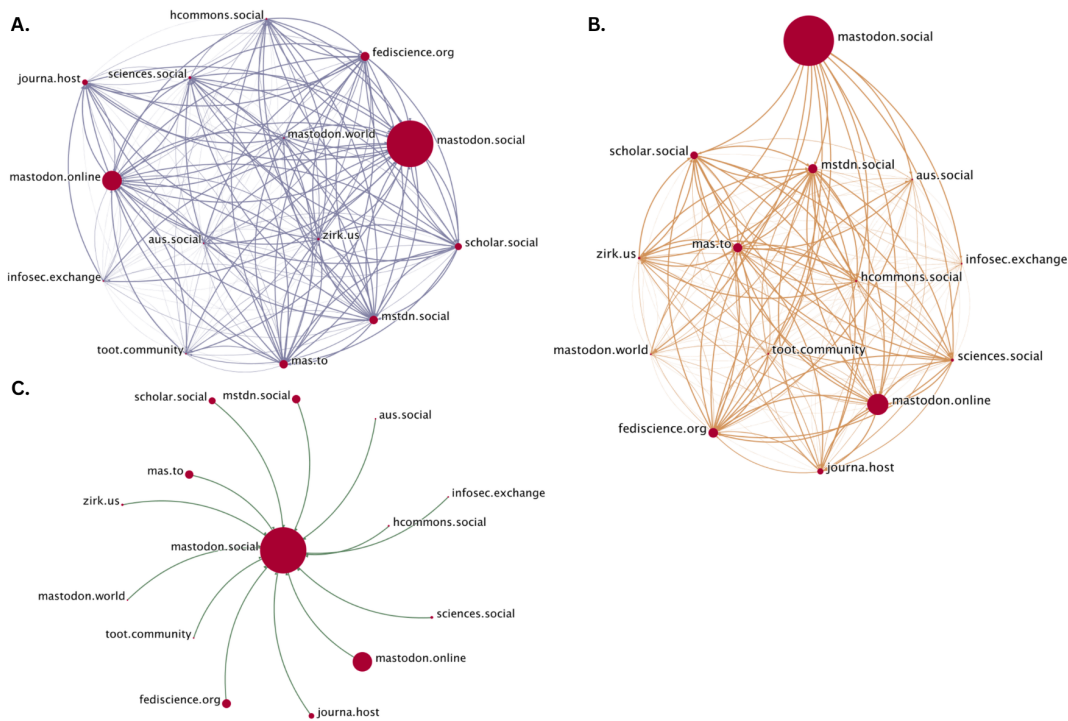 A.
hcommons.social
fediscience.org
journa.host
sciences.social
mastodon.world
mastodon.social
mastodon.online
aus.social
zirk.us
scholar.social
infosec.exchange
mstdn.social
toot.community
mas.to
B.
mastodon.social
scholar.social
mstdn.social
aus.social
mas.to
zirk.us
infosec.exchange
hcommons.social
mastodon.world
toot.community
sciences.social
mastodon.online
fediscience.org
journa.host
C.
scholar.social
mstdn.social
aus.social
mas.to
infosec.exchange
zirk.us
hcommons.social
mastodon.social
mastodon.world
sciences.social
toot.community
mastodon.online
fediscience.org
journa.host